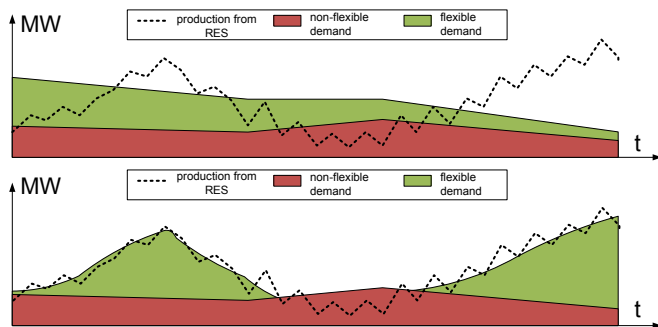 MW
production from
RES
non-flexible
demand
flexible
demand
t
MW
production from
RES
non-flexible
demand
flexible
demand
t